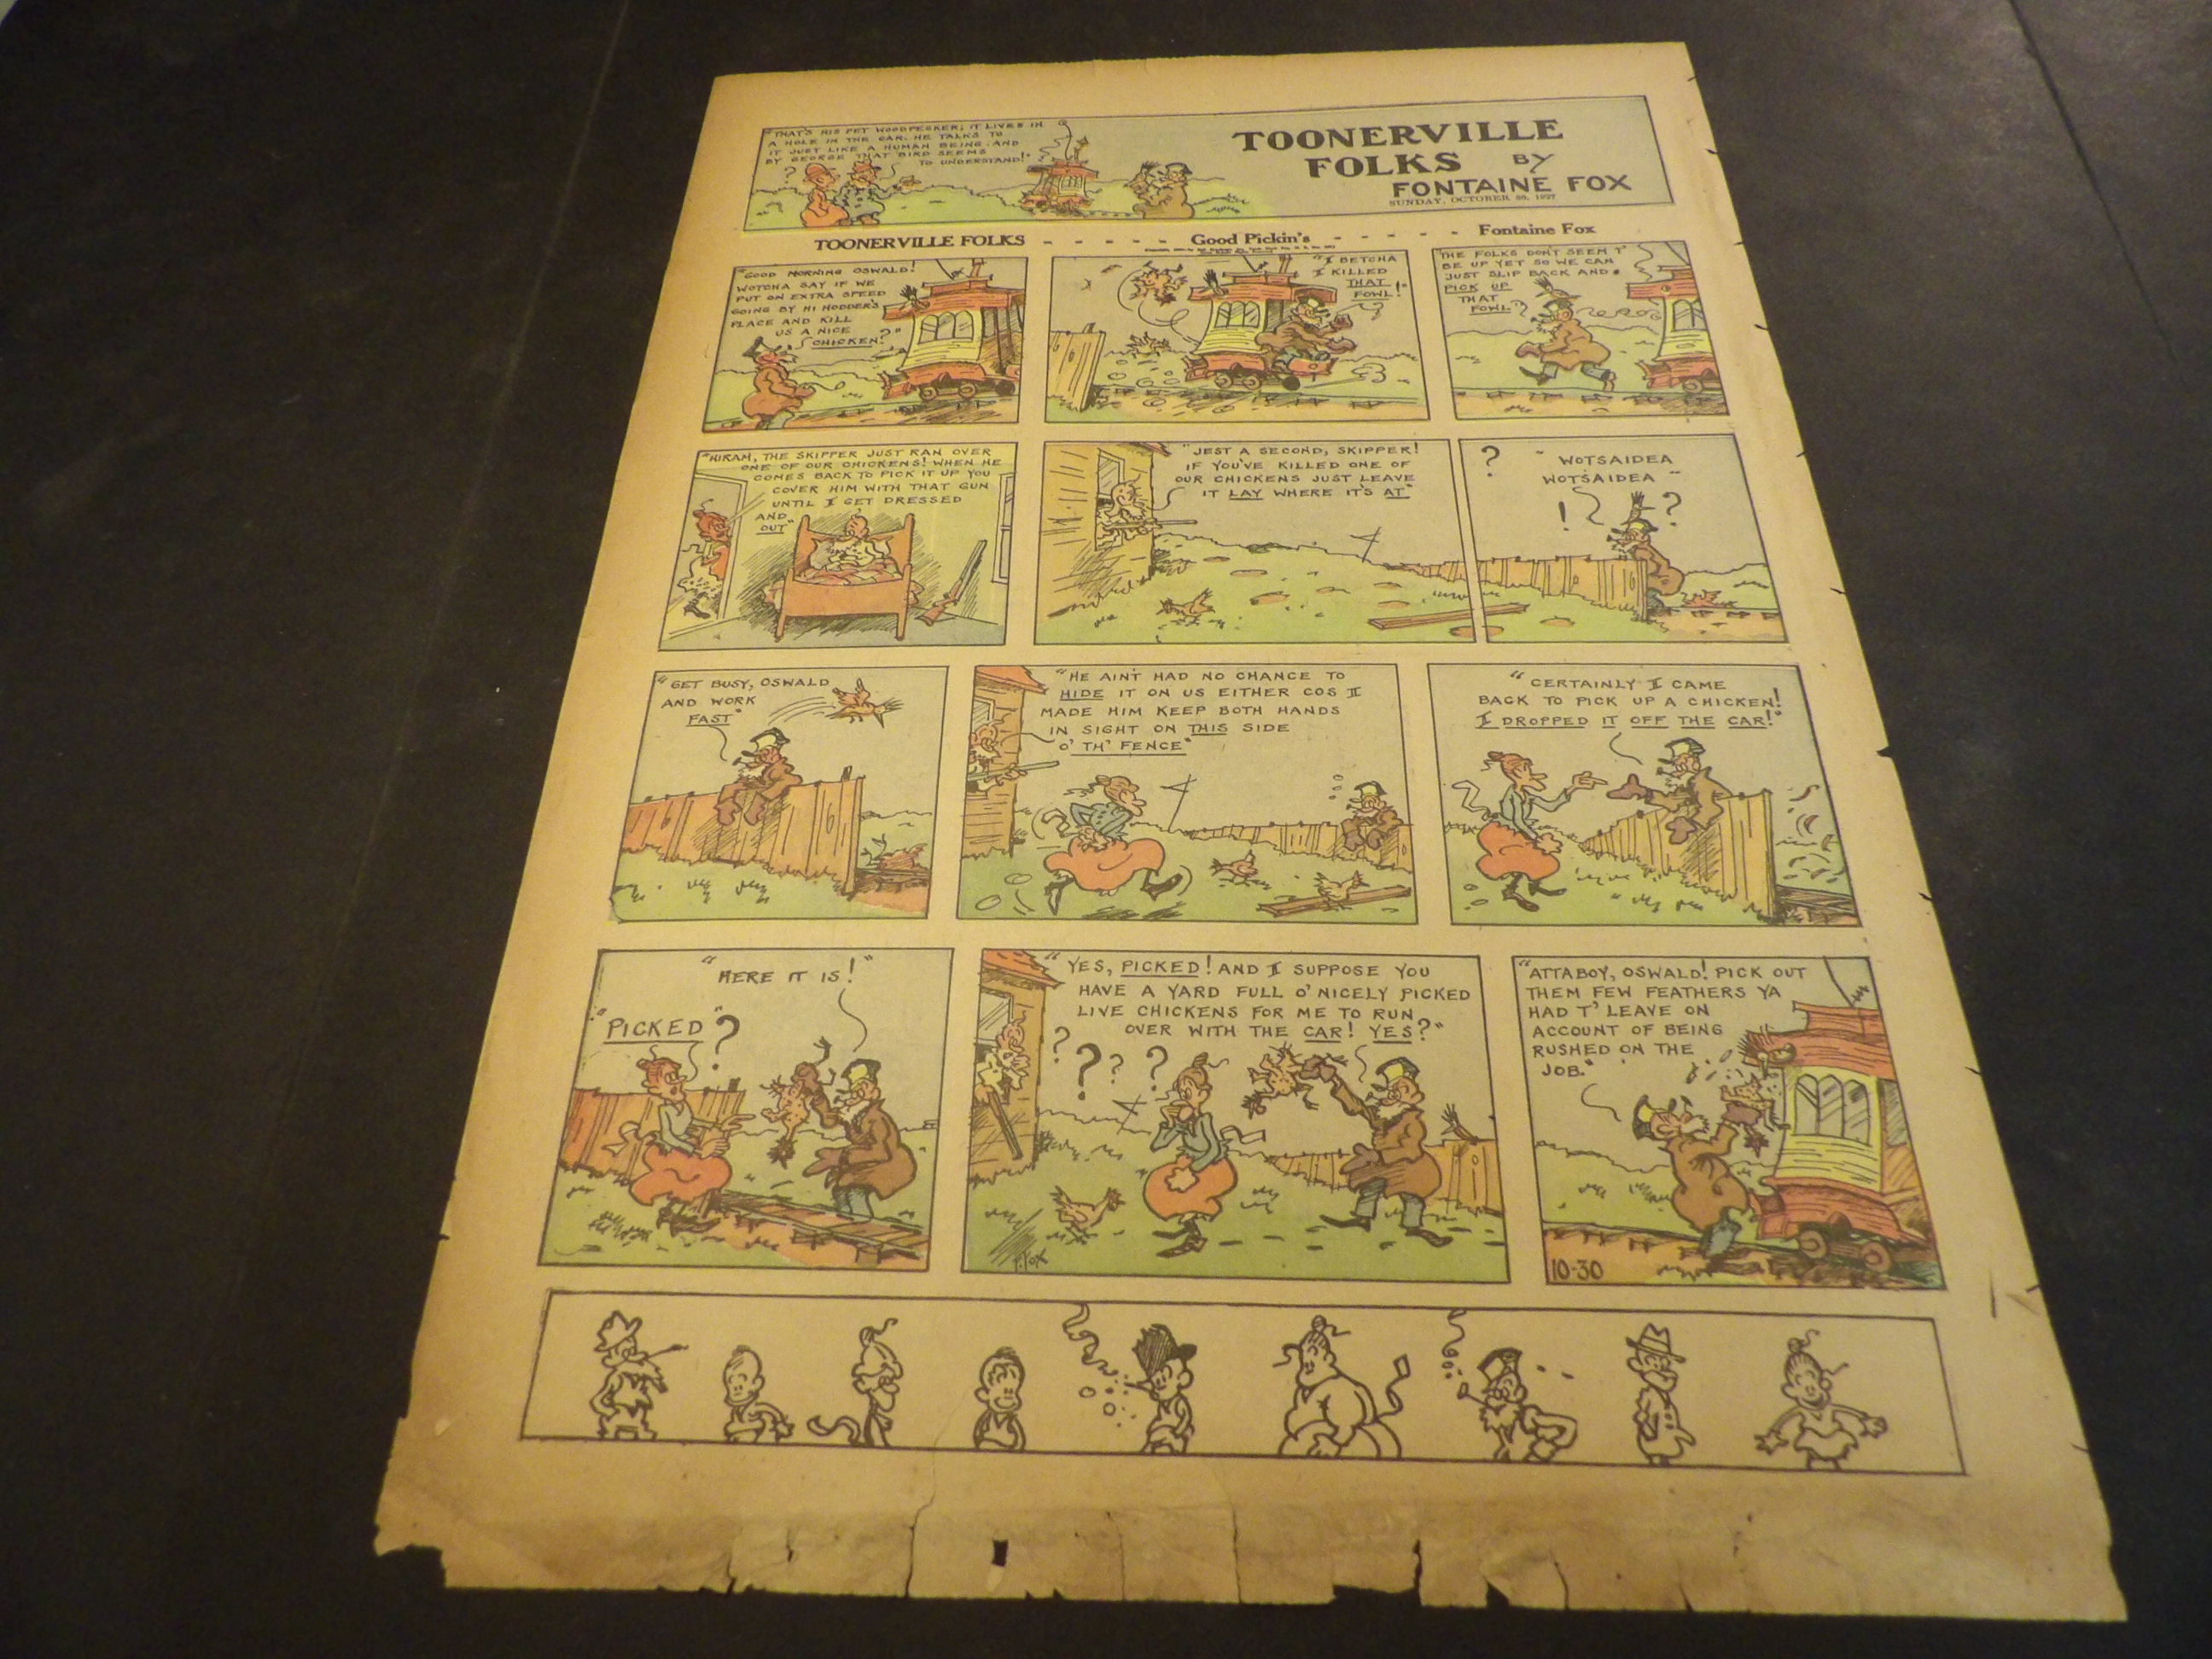 "THAT'S HIS PET WOODPECKER; IT LIVES IN
A HOLE IN THE CAR. HE TALKS TO
IT JUST LIKE A HUMAN BEING; AND
BY GEORGE THAT BIRD SEEMS
TO UNDERSTAND!"
?
TOONERVILLE
FOLKS BY
FONTAINE FOX
SUNDAY, OCTOBER 30, 1927
TOONERVILLE FOLKS - - - - - Good Pickin's - - - - - Fontaine Fox
"GOOD MORNING OSWALD!
WOTCHA SAY IF WE
PUT ON EXTRA SPEED
GOING BY HI HODDER'S
PLACE AND KILL
US A NICE
CHICKEN?"
"I BETCHA
I KILLED
THAT
FOWL!"
"THE FOLKS DON'T SEEM T'
BE UP YET SO WE CAN
JUST SLIP BACK AND
PICK UP
THAT
FOWL"
"HIRAM, THE SKIPPER JUST RAN OVER
ONE OF OUR CHICKENS! WHEN HE
COMES BACK TO PICK IT UP YOU
COVER HIM WITH THAT GUN
UNTIL I GET DRESSED
AND
OUT"
"JEST A SECOND, SKIPPER!
IF YOU'VE KILLED ONE OF
OUR CHICKENS JUST LEAVE
IT LAY WHERE IT'S AT"
? "WOTSAIDEA
WOTSAIDEA"
! ?
"GET BUSY, OSWALD
AND WORK
FAST"
"HE AIN'T HAD NO CHANCE TO
HIDE IT ON US EITHER COS I
MADE HIM KEEP BOTH HANDS
IN SIGHT ON THIS SIDE
O' TH' FENCE"
"CERTAINLY I CAME
BACK TO PICK UP A CHICKEN!
I DROPPED IT OFF THE CAR!"
"HERE IT IS!"
"PICKED"?
"YES, PICKED! AND I SUPPOSE YOU
HAVE A YARD FULL O' NICELY PICKED
LIVE CHICKENS FOR ME TO RUN
OVER WITH THE CAR! YES?"
? ? ? ?
F. FOX
"ATTABOY, OSWALD! PICK OUT
THEM FEW FEATHERS YA
HAD T' LEAVE ON
ACCOUNT OF BEING
RUSHED ON THE
JOB."
10-30